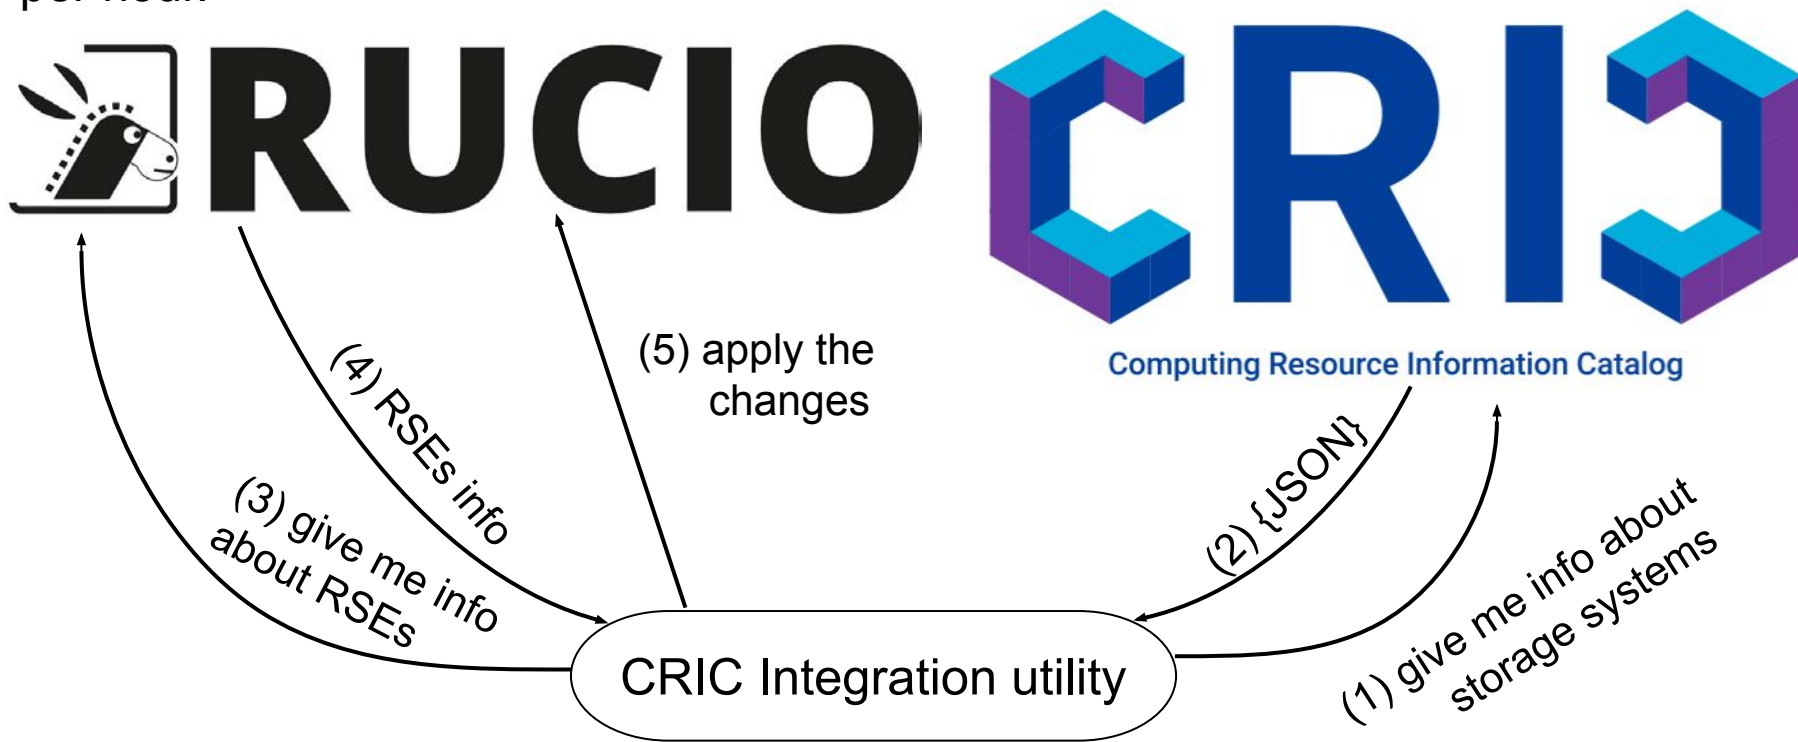 RUCIO
CRIC
Computing Resource Information Catalog
(5) apply the
changes
(4) RSEs info
(3) give me info
about RSEs
(2) {JSON}
(1) give me info about
storage systems
CRIC Integration utility